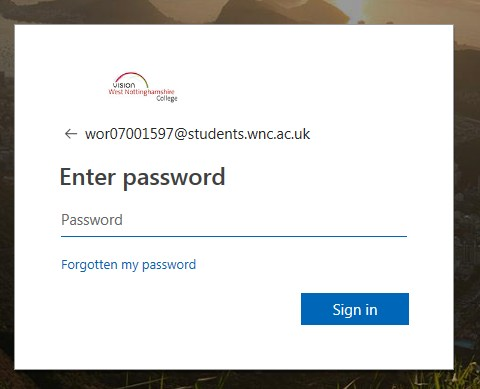 vision
West Nottinghamshire
College
← wor07001597@students.wnc.ac.uk
Enter password
Password
Forgotten my password
Sign in